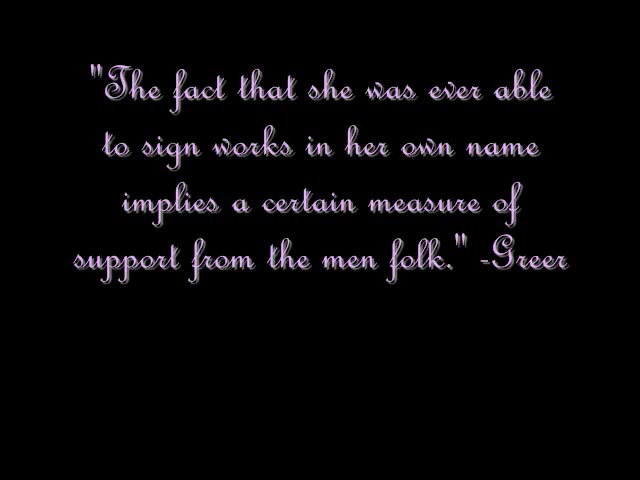 "The fact that she was ever able
to sign works in her own name
implies a certain measure of
support from the men folk." -Greer